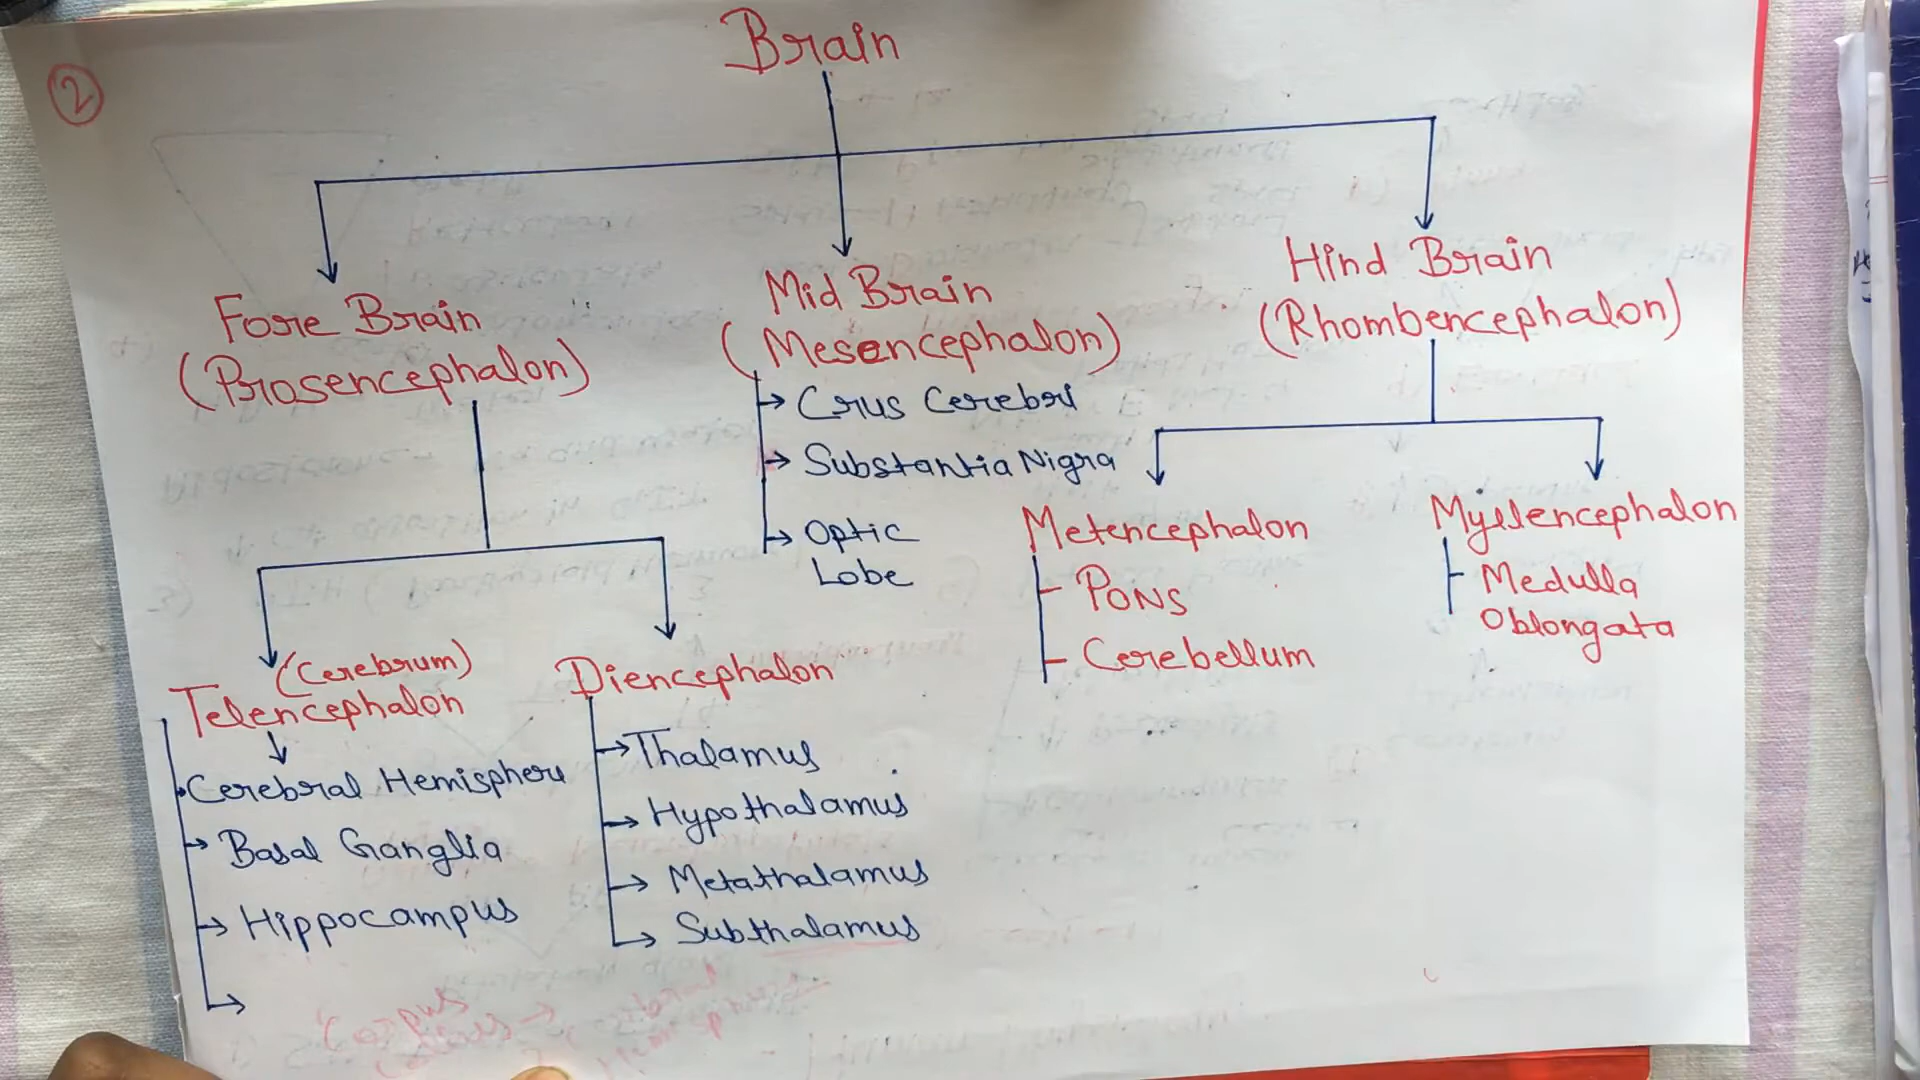 2
Brain
Fore Brain
(Prosencephalon)
Mid Brain
(Mesencephalon)
Crus Cerebri
Substantia Nigra
Optic
Lobe
Hind Brain
(Rhombencephalon)
Metencephalon
PONS
Cerebellum
Myelencephalon
Medulla
Oblongata
(Cerebrum)
Telencephalon
Cerebral Hemisphere
Basal Ganglia
Hippocampus
Diencephalon
Thalamus
Hypothalamus
Metathalamus
Subthalamus
Corpus